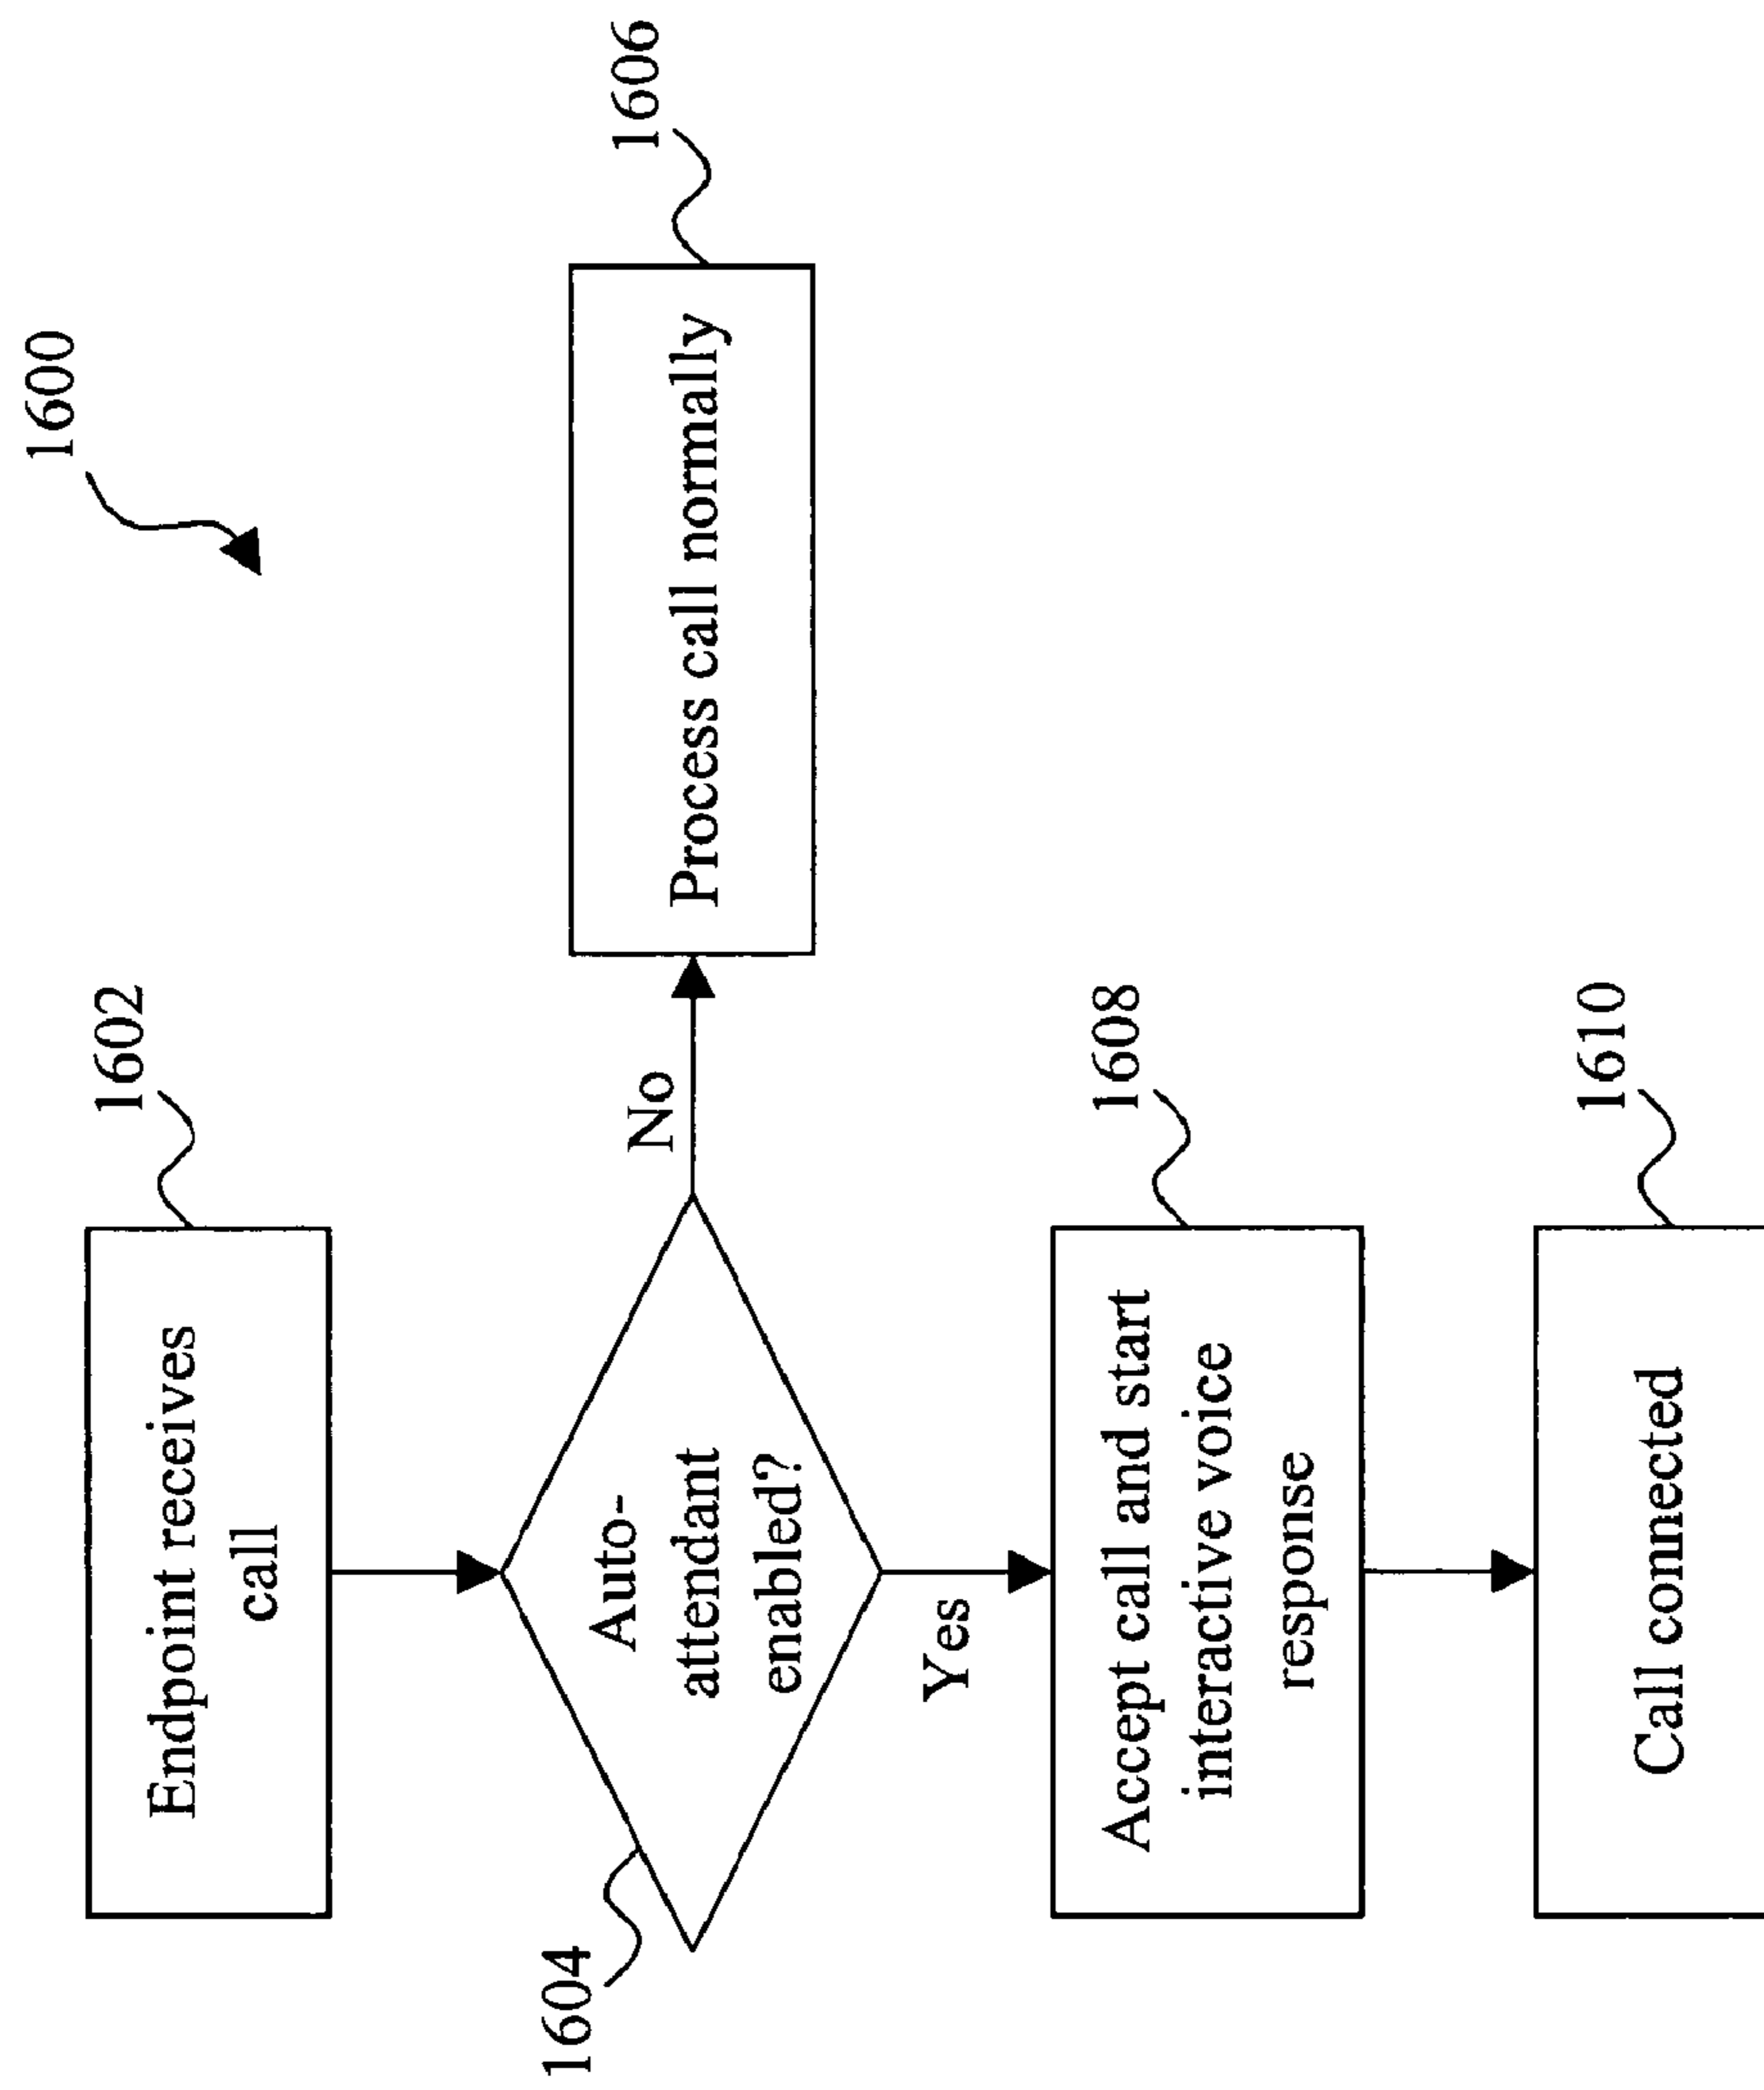 1600
1602
Endpoint receives
call
1604
Auto-
attendant
enabled?
No
1606
Process call normally
Yes
1608
Accept call and start
interactive voice
response
1610
Call connected